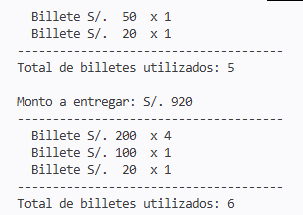 Billete S/.  50  x 1
Billete S/.  20  x 1
------------------------------------
Total de billetes utilizados: 5
Monto a entregar: S/. 920
------------------------------------
Billete S/. 200  x 4
Billete S/. 100  x 1
Billete S/.  20  x 1
------------------------------------
Total de billetes utilizados: 6